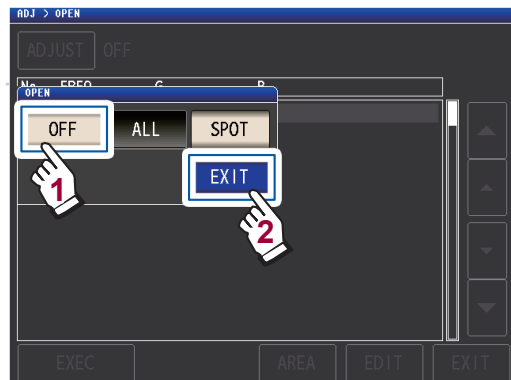 ADJ > OPEN
ADJUST OFF
No. FREQ G B
OPEN
OFF ALL SPOT
EXIT
1
2
EXEC AREA EDIT EXIT